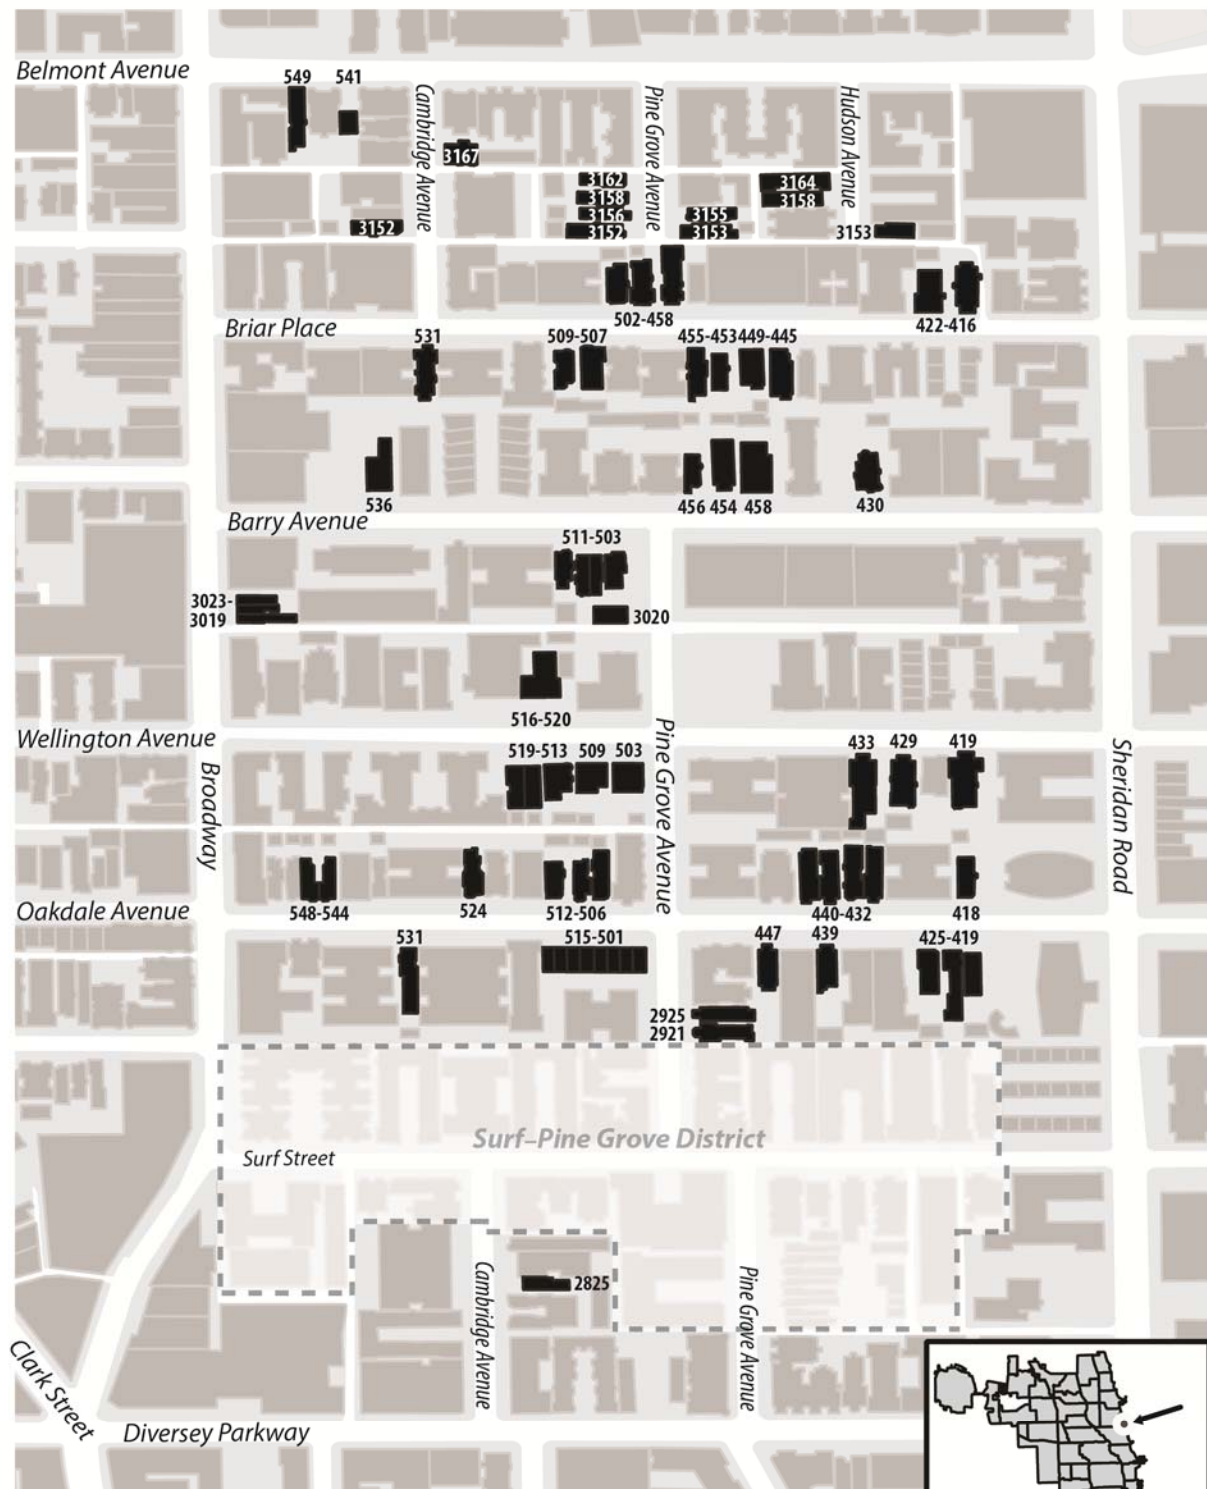 Belmont Avenue
549
541
Cambridge Avenue
Pine Grove Avenue
Hudson Avenue
3167
3162
3158
3156
3152
3164
3158
3155
3153
3152
3153
502-458
422-416
Briar Place
531
509-507
455-453
449-445
536
456
454
458
430
Barry Avenue
511-503
3023-
3019
3020
516-520
Wellington Avenue
Broadway
Pine Grove Avenue
Sheridan Road
519-513
509
503
433
429
419
Oakdale Avenue
548-544
524
512-506
440-432
418
531
515-501
447
439
425-419
2925
2921
Surf–Pine Grove District
Surf Street
Cambridge Avenue
2825
Pine Grove Avenue
Clark Street
Diversey Parkway